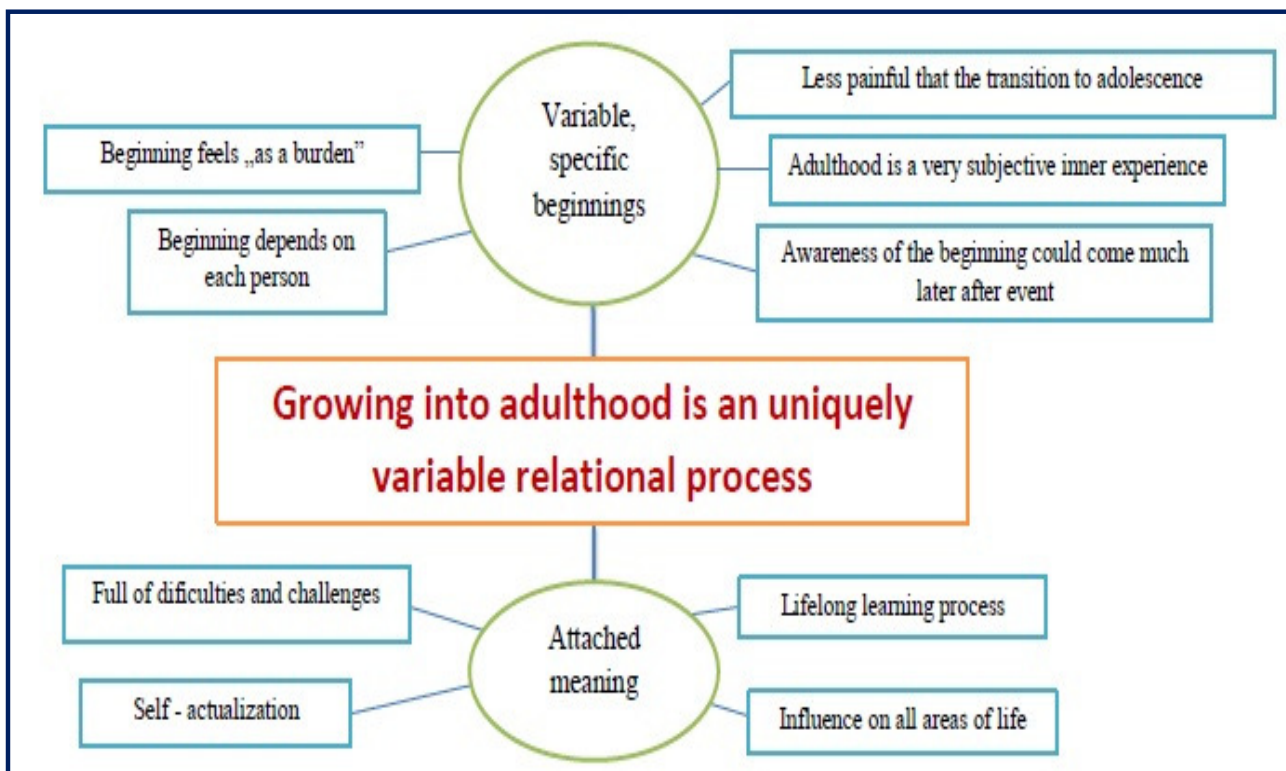 Variable,
specific
beginnings
Beginning feels „as a burden”
Beginning depends on
each person
Less painful that the transition to adolescence
Adulthood is a very subjective inner experience
Awareness of the beginning could come much
later after event
Growing into adulthood is an uniquely
variable relational process
Full of dificulties and challenges
Self - actualization
Attached
meaning
Lifelong learning process
Influence on all areas of life